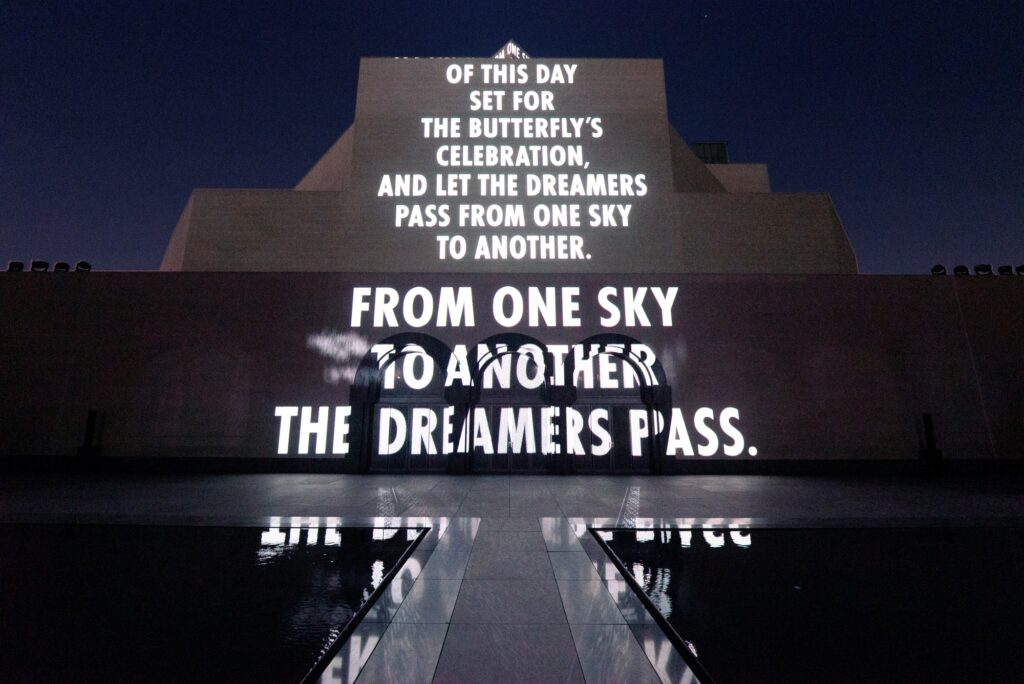 OF THIS DAY
SET FOR
THE BUTTERFLY'S
CELEBRATION,
AND LET THE DREAMERS
PASS FROM ONE SKY
TO ANOTHER.
FROM ONE SKY
TO ANOTHER
THE DREAMERS PASS.